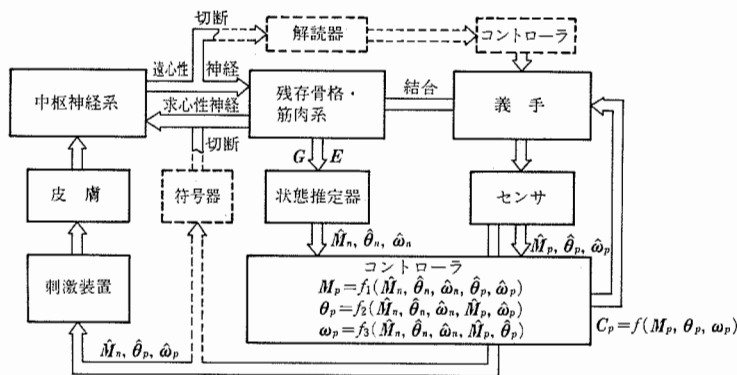 切断
解読器
コントローラ
遠心性 神経
中枢神経系
求心性神経
残存骨格・
筋肉系
結合
義手
切断
G E
皮膚
符号器
状態推定器
センサ
M̂n, θ̂n, ω̂n
M̂p, θ̂p, ω̂p
刺激装置
コントローラ
Mp=f1(M̂n, θ̂n, ω̂n, θ̂p, ω̂p)
θp=f2(M̂n, θ̂n, ω̂n, M̂p, ω̂p)
ωp=f3(M̂n, θ̂n, ω̂n, M̂p, θ̂p)
Cp=f(Mp, θp, ωp)
M̂n, θ̂p, ω̂p